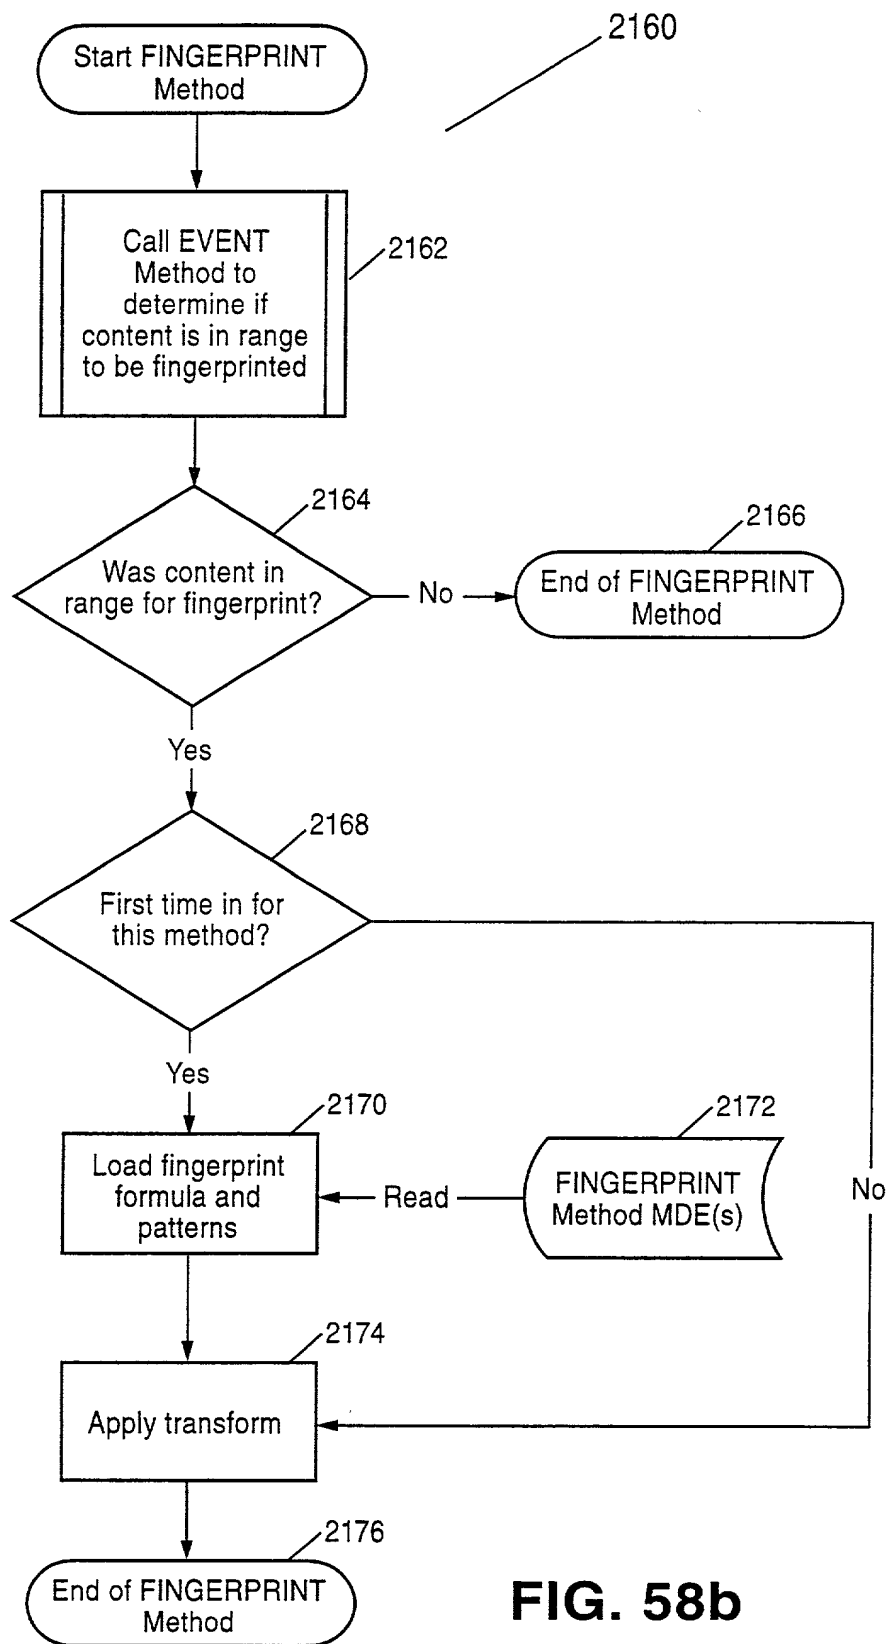 2160
Start FINGERPRINT
Method
Call EVENT
Method to
determine if
content is in range
to be fingerprinted
2162
2164
Was content in
range for fingerprint?
No
2166
End of FINGERPRINT
Method
Yes
2168
First time in for
this method?
Yes
2170
Load fingerprint
formula and
patterns
Read
2172
FINGERPRINT
Method MDE(s)
No
2174
Apply transform
2176
End of FINGERPRINT
Method
FIG. 58b